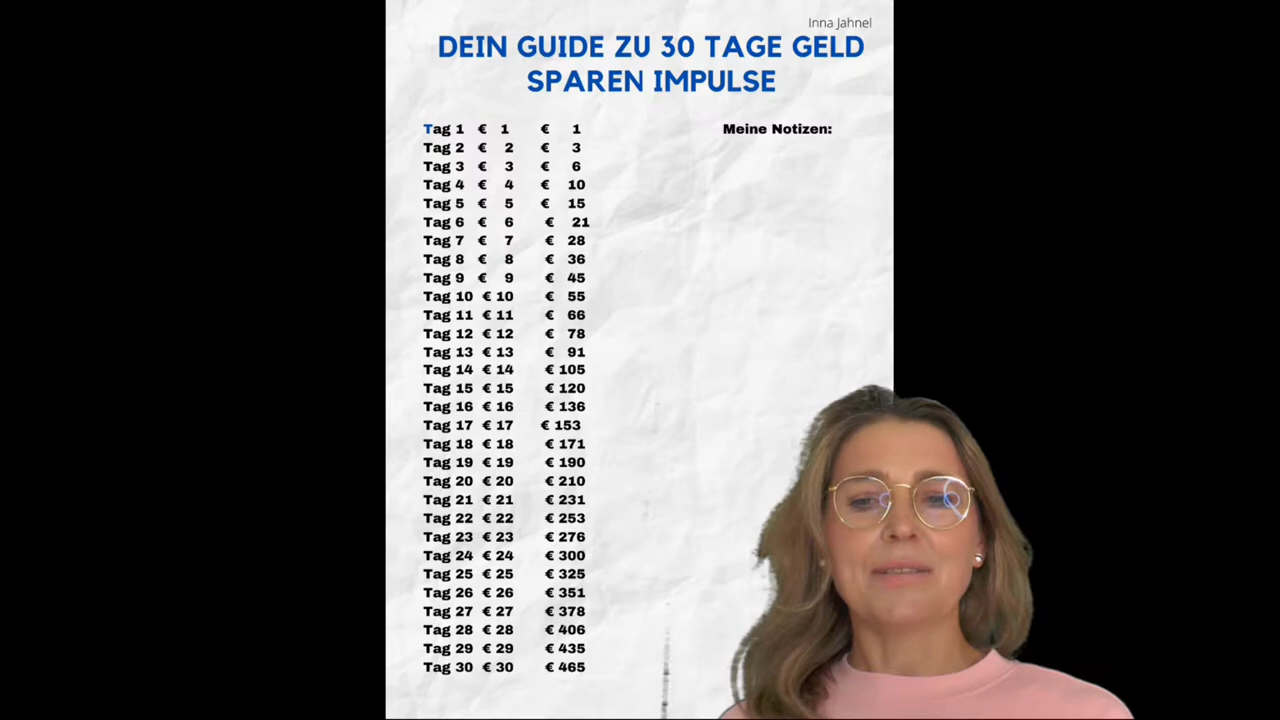 Inna Jahnel
DEIN GUIDE ZU 30 TAGE GELD
SPAREN IMPULSE
Tag 1 € 1 € 1
Tag 2 € 2 € 3
Tag 3 € 3 € 6
Tag 4 € 4 € 10
Tag 5 € 5 € 15
Tag 6 € 6 € 21
Tag 7 € 7 € 28
Tag 8 € 8 € 36
Tag 9 € 9 € 45
Tag 10 € 10 € 55
Tag 11 € 11 € 66
Tag 12 € 12 € 78
Tag 13 € 13 € 91
Tag 14 € 14 € 105
Tag 15 € 15 € 120
Tag 16 € 16 € 136
Tag 17 € 17 € 153
Tag 18 € 18 € 171
Tag 19 € 19 € 190
Tag 20 € 20 € 210
Tag 21 € 21 € 231
Tag 22 € 22 € 253
Tag 23 € 23 € 276
Tag 24 € 24 € 300
Tag 25 € 25 € 325
Tag 26 € 26 € 351
Tag 27 € 27 € 378
Tag 28 € 28 € 406
Tag 29 € 29 € 435
Tag 30 € 30 € 465
Meine Notizen: